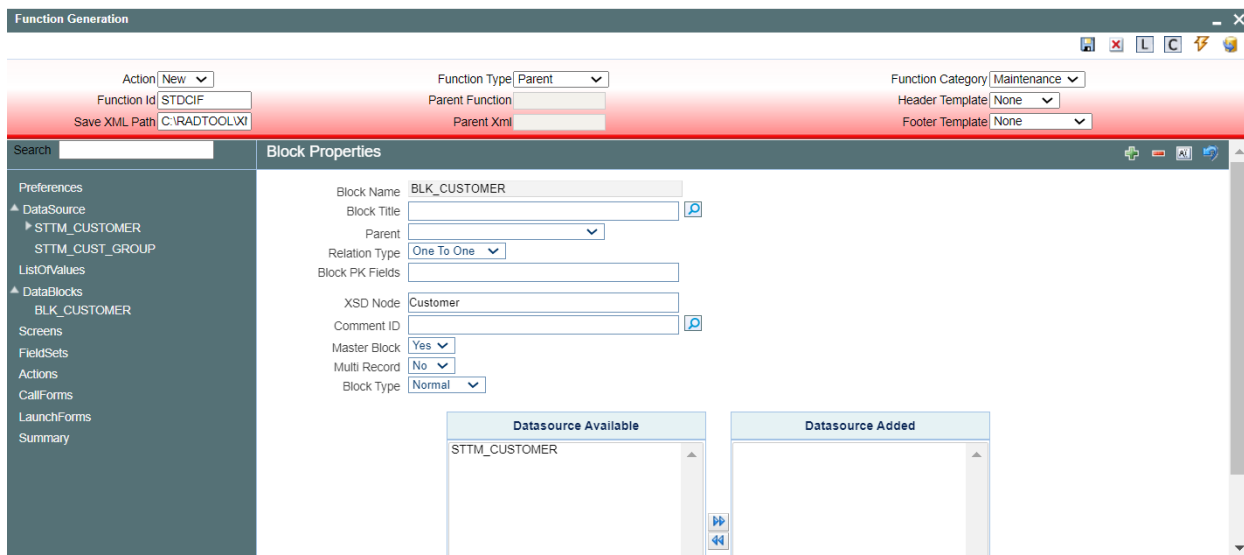 Function Generation
L C
Action New Function Type Parent Function Category Maintenance
Function Id STDCIF Parent Function Header Template None
Save XML Path C:\RADTOOL\XI Parent Xml Footer Template None
Search Block Properties
Preferences
DataSource
STTM_CUSTOMER
STTM_CUST_GROUP
ListOfValues
DataBlocks
BLK_CUSTOMER
Screens
FieldSets
Actions
CallForms
LaunchForms
Summary
Block Name BLK_CUSTOMER
Block Title
Parent
Relation Type One To One
Block PK Fields
XSD Node Customer
Comment ID
Master Block Yes
Multi Record No
Block Type Normal
Datasource Available Datasource Added
STTM_CUSTOMER